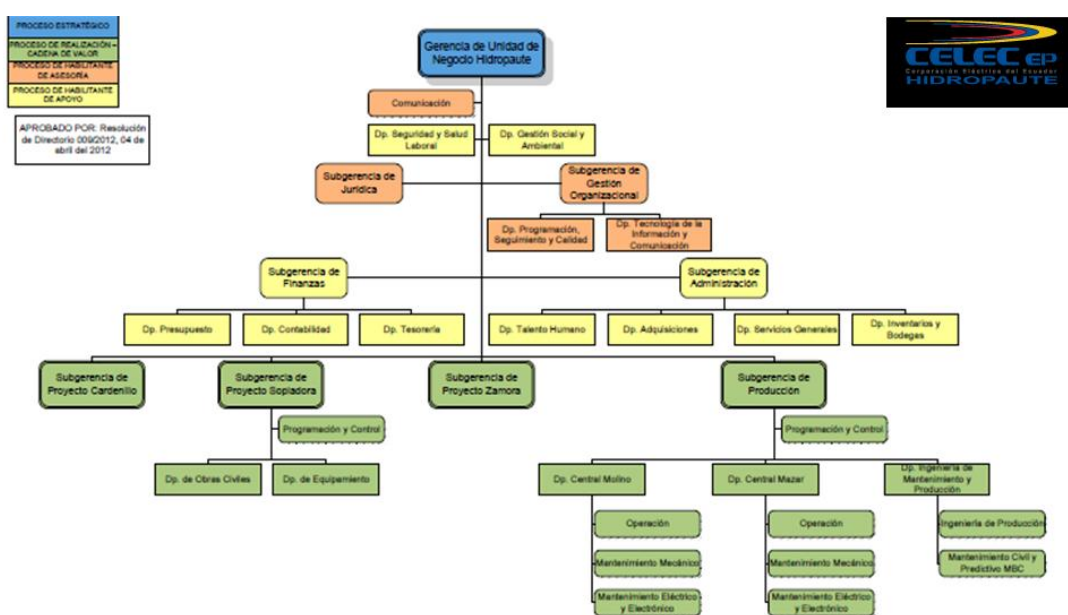 PROCESO ESTRATÉGICO
PROCESO DE REALIZACIÓN –
CADENA DE VALOR
PROCESO DE HABILITANTE
DE ASESORÍA
PROCESO DE HABILITANTE
DE APOYO
APROBADO POR: Resolución
de Directorio 009/2012, 04 de
abril del 2012
CELEC EP
Corporación Eléctrica del Ecuador
HIDROPAUTE
Gerencia de Unidad de
Negocio Hidropaute
Comunicación
Dp. Seguridad y Salud
Laboral
Dp. Gestión Social y
Ambiental
Subgerencia de
Jurídica
Subgerencia de
Gestión
Organizacional
Dp. Programación,
Seguimiento y Calidad
Dp. Tecnología de la
Información y
Comunicación
Subgerencia de
Finanzas
Subgerencia de
Administración
Dp. Presupuesto
Dp. Contabilidad
Dp. Tesorería
Dp. Talento Humano
Dp. Adquisiciones
Dp. Servicios Generales
Dp. Inventarios y
Bodegas
Subgerencia de
Proyecto Cardenillo
Subgerencia de
Proyecto Sopladora
Subgerencia de
Proyecto Zamora
Subgerencia de
Producción
Programación y Control
Programación y Control
Dp. de Obras Civiles
Dp. de Equipamiento
Dp. Central Molino
Dp. Central Mazar
Dp. Ingeniería de
Mantenimiento y
Producción
Operación
Operación
Ingeniería de Producción
Mantenimiento Mecánico
Mantenimiento Mecánico
Mantenimiento Civil y
Predictivo MBC
Mantenimiento Eléctrico
y Electrónico
Mantenimiento Eléctrico
y Electrónico